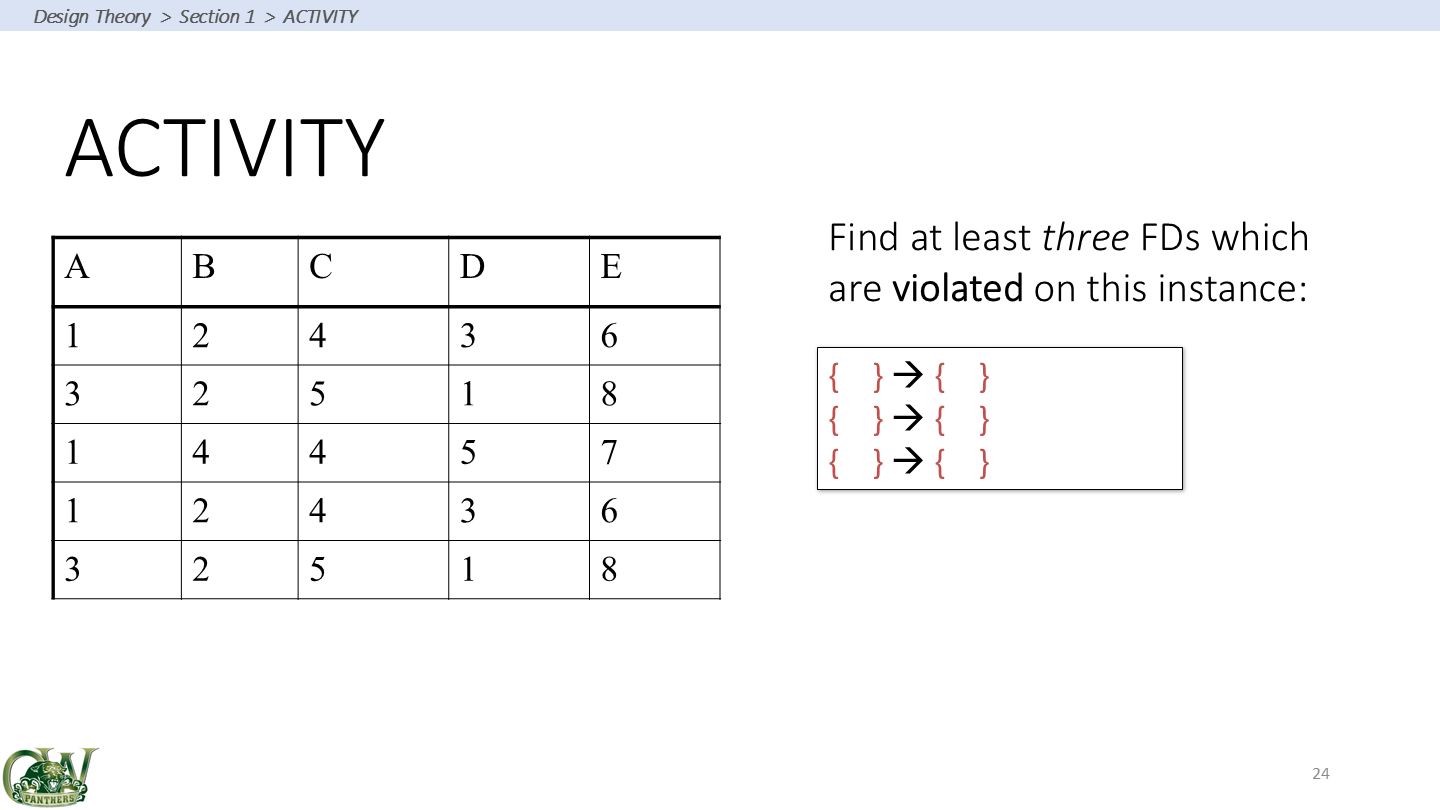 Design Theory > Section 1 > ACTIVITY
ACTIVITY
A B C D E
1 2 4 3 6
3 2 5 1 8
1 4 4 5 7
1 2 4 3 6
3 2 5 1 8
Find at least three FDs which
are violated on this instance:
{ } → { }
{ } → { }
{ } → { }
CW
PANTHERS
24